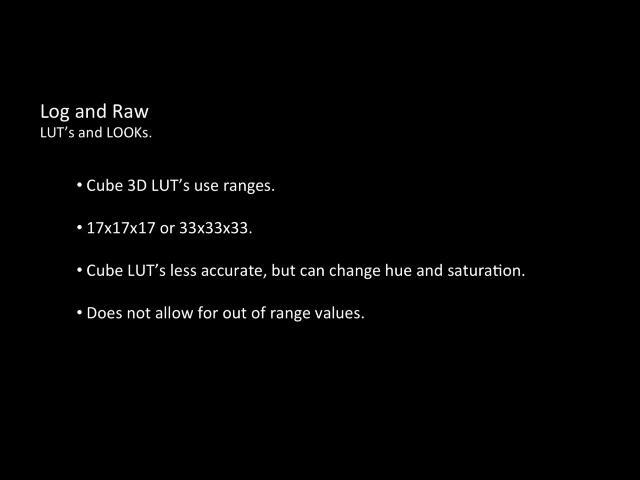 Log and Raw
LUT’s and LOOKs.
• Cube 3D LUT’s use ranges.
• 17x17x17 or 33x33x33.
• Cube LUT’s less accurate, but can change hue and saturation.
• Does not allow for out of range values.